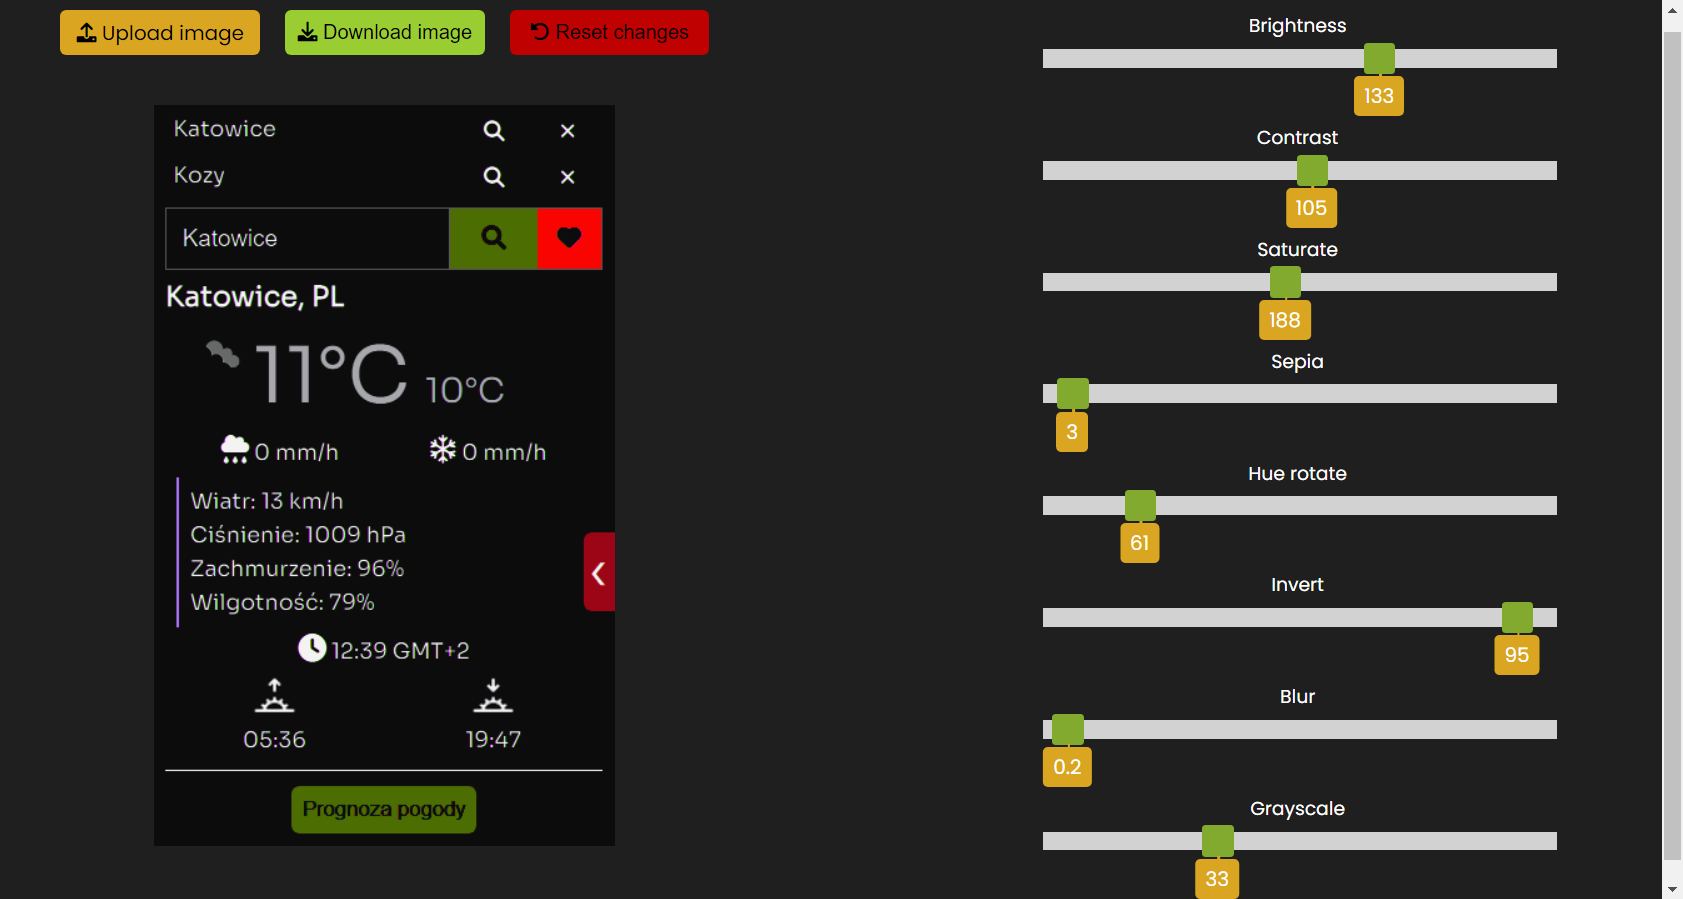 Upload image
Download image
Reset changes
Katowice
Kozy
Katowice
Katowice, PL
11°C 10°C
0 mm/h 0 mm/h
Wiatr: 13 km/h
Ciśnienie: 1009 hPa
Zachmurzenie: 96%
Wilgotność: 79%
12:39 GMT+2
05:36 19:47
Prognoza pogody
Brightness
133
Contrast
105
Saturate
188
Sepia
3
Hue rotate
61
Invert
95
Blur
0.2
Grayscale
33